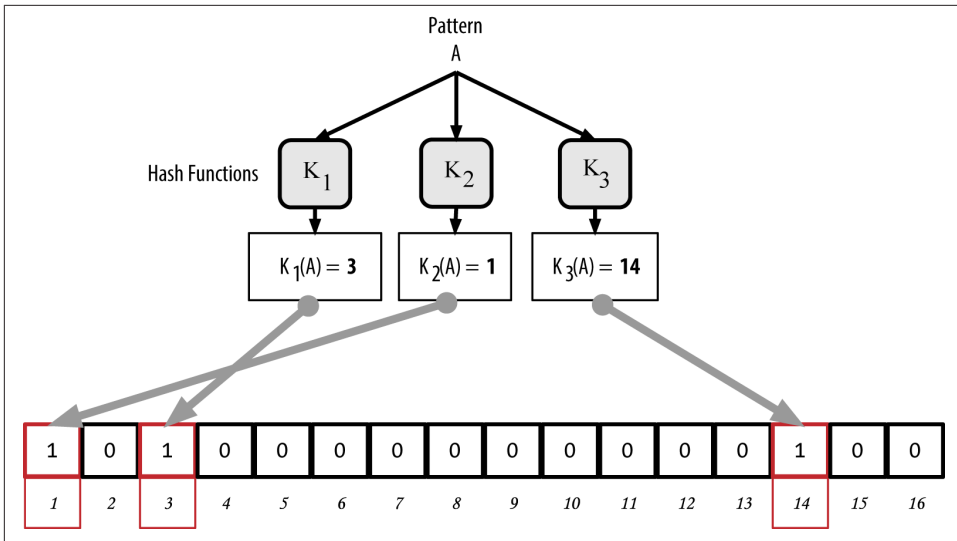 Pattern
A
Hash Functions
K1
K2
K3
K1(A) = 3
K2(A) = 1
K3(A) = 14
1 0 1 0 0 0 0 0 0 0 0 0 0 1 0 0
1 2 3 4 5 6 7 8 9 10 11 12 13 14 15 16